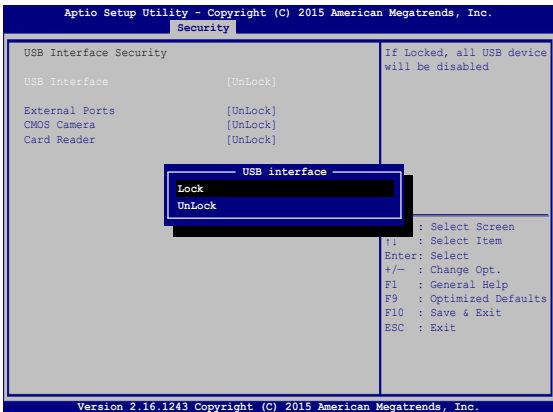 Aptio Setup Utility - Copyright (C) 2015 American Megatrends, Inc.
Security
USB Interface Security
USB Interface [UnLock]
External Ports [UnLock]
CMOS Camera [UnLock]
Card Reader [UnLock]
If Locked, all USB device
will be disabled
USB interface
Lock
UnLock
: Select Screen
↑↓ : Select Item
Enter: Select
+/— : Change Opt.
F1 : General Help
F9 : Optimized Defaults
F10 : Save & Exit
ESC : Exit
Version 2.16.1243 Copyright (C) 2015 American Megatrends, Inc.